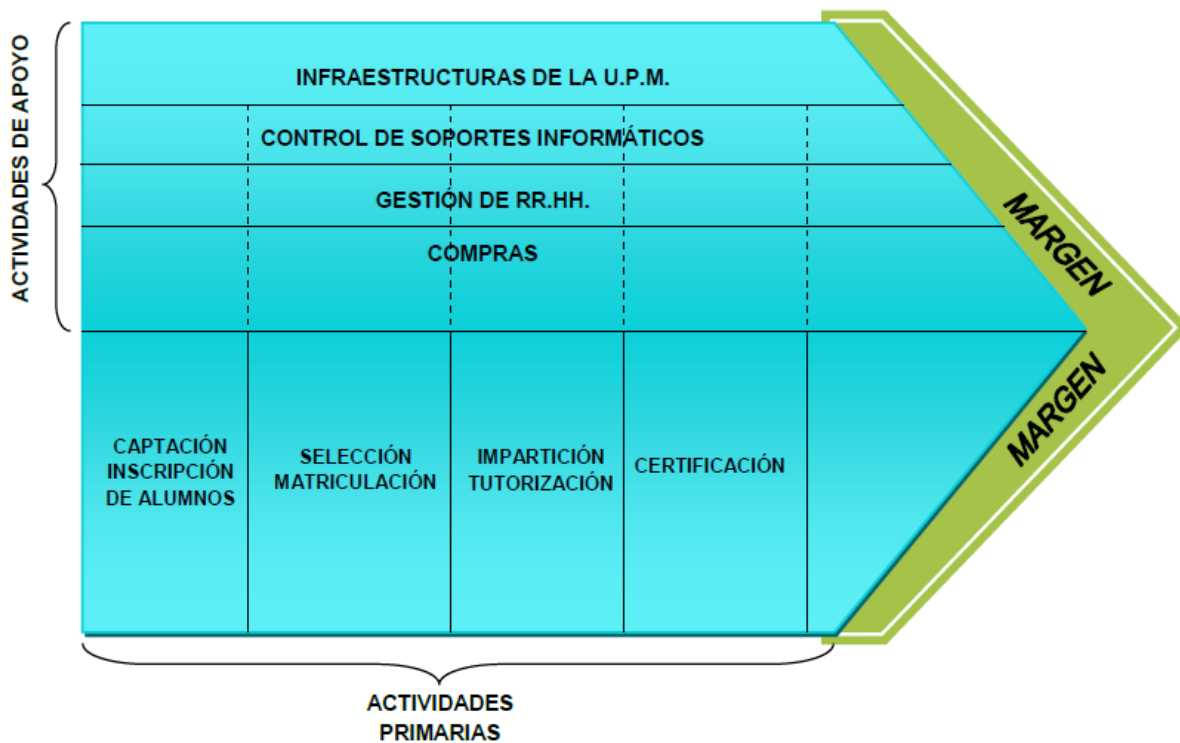 ACTIVIDADES DE APOYO
INFRAESTRUCTURAS DE LA U.P.M.
CONTROL DE SOPORTES INFORMÁTICOS
GESTIÓN DE RR.HH.
COMPRAS
MARGEN
MARGEN
CAPTACIÓN
INSCRIPCIÓN
DE ALUMNOS
SELECCIÓN
MATRICULACIÓN
IMPARTICIÓN
TUTORIZACIÓN
CERTIFICACIÓN
ACTIVIDADES
PRIMARIAS